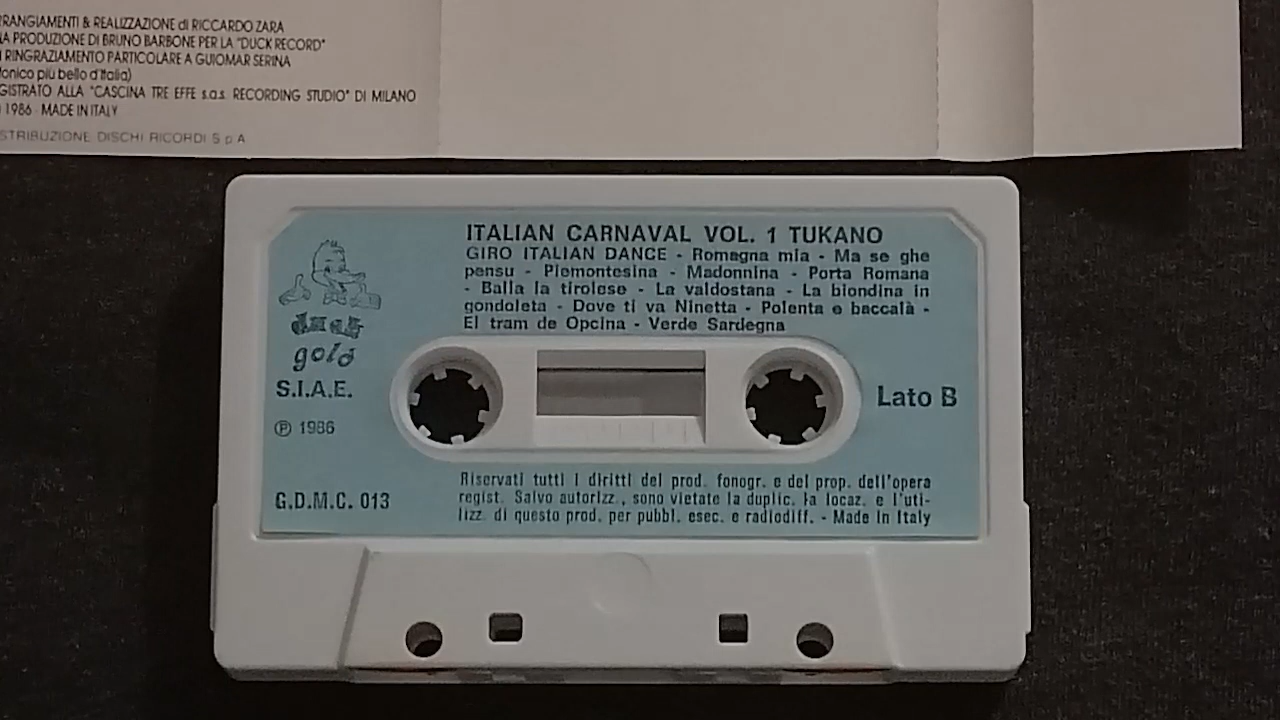 RRANGIAMENTI & REALIZZAZIONE di RICCARDO ZARA
A PRODUZIONE DI BRUNO BARBONE PER LA "DUCK RECORD"
RINGRAZIAMENTO PARTICOLARE A GUIOMAR SERINA
onico più bello d'Italia)
GISTRATO ALLA "CASCINA TRE EFFE s.a.s. RECORDING STUDIO" DI MILANO
1986 · MADE IN ITALY
STRIBUZIONE DISCHI RICORDI S p A
ITALIAN CARNAVAL VOL. 1 TUKANO
GIRO ITALIAN DANCE - Romagna mia - Ma se ghe
pensu - Piemontesina - Madonnina - Porta Romana
- Balla la tirolese - La valdostana - La biondina in
gondoleta - Dove ti va Ninetta - Polenta e baccalà -
El tram de Opcina - Verde Sardegna
duck
gold
S.I.A.E.
℗ 1986
G.D.M.C. 013
Lato B
Riservati tutti i diritti del prod. fonogr. e del prop. dell'opera
regist. Salvo autorizz., sono vietate la duplic. la locaz. e l'uti-
lizz. di questo prod. per pubbl. esec. e radiodiff. - Made in Italy